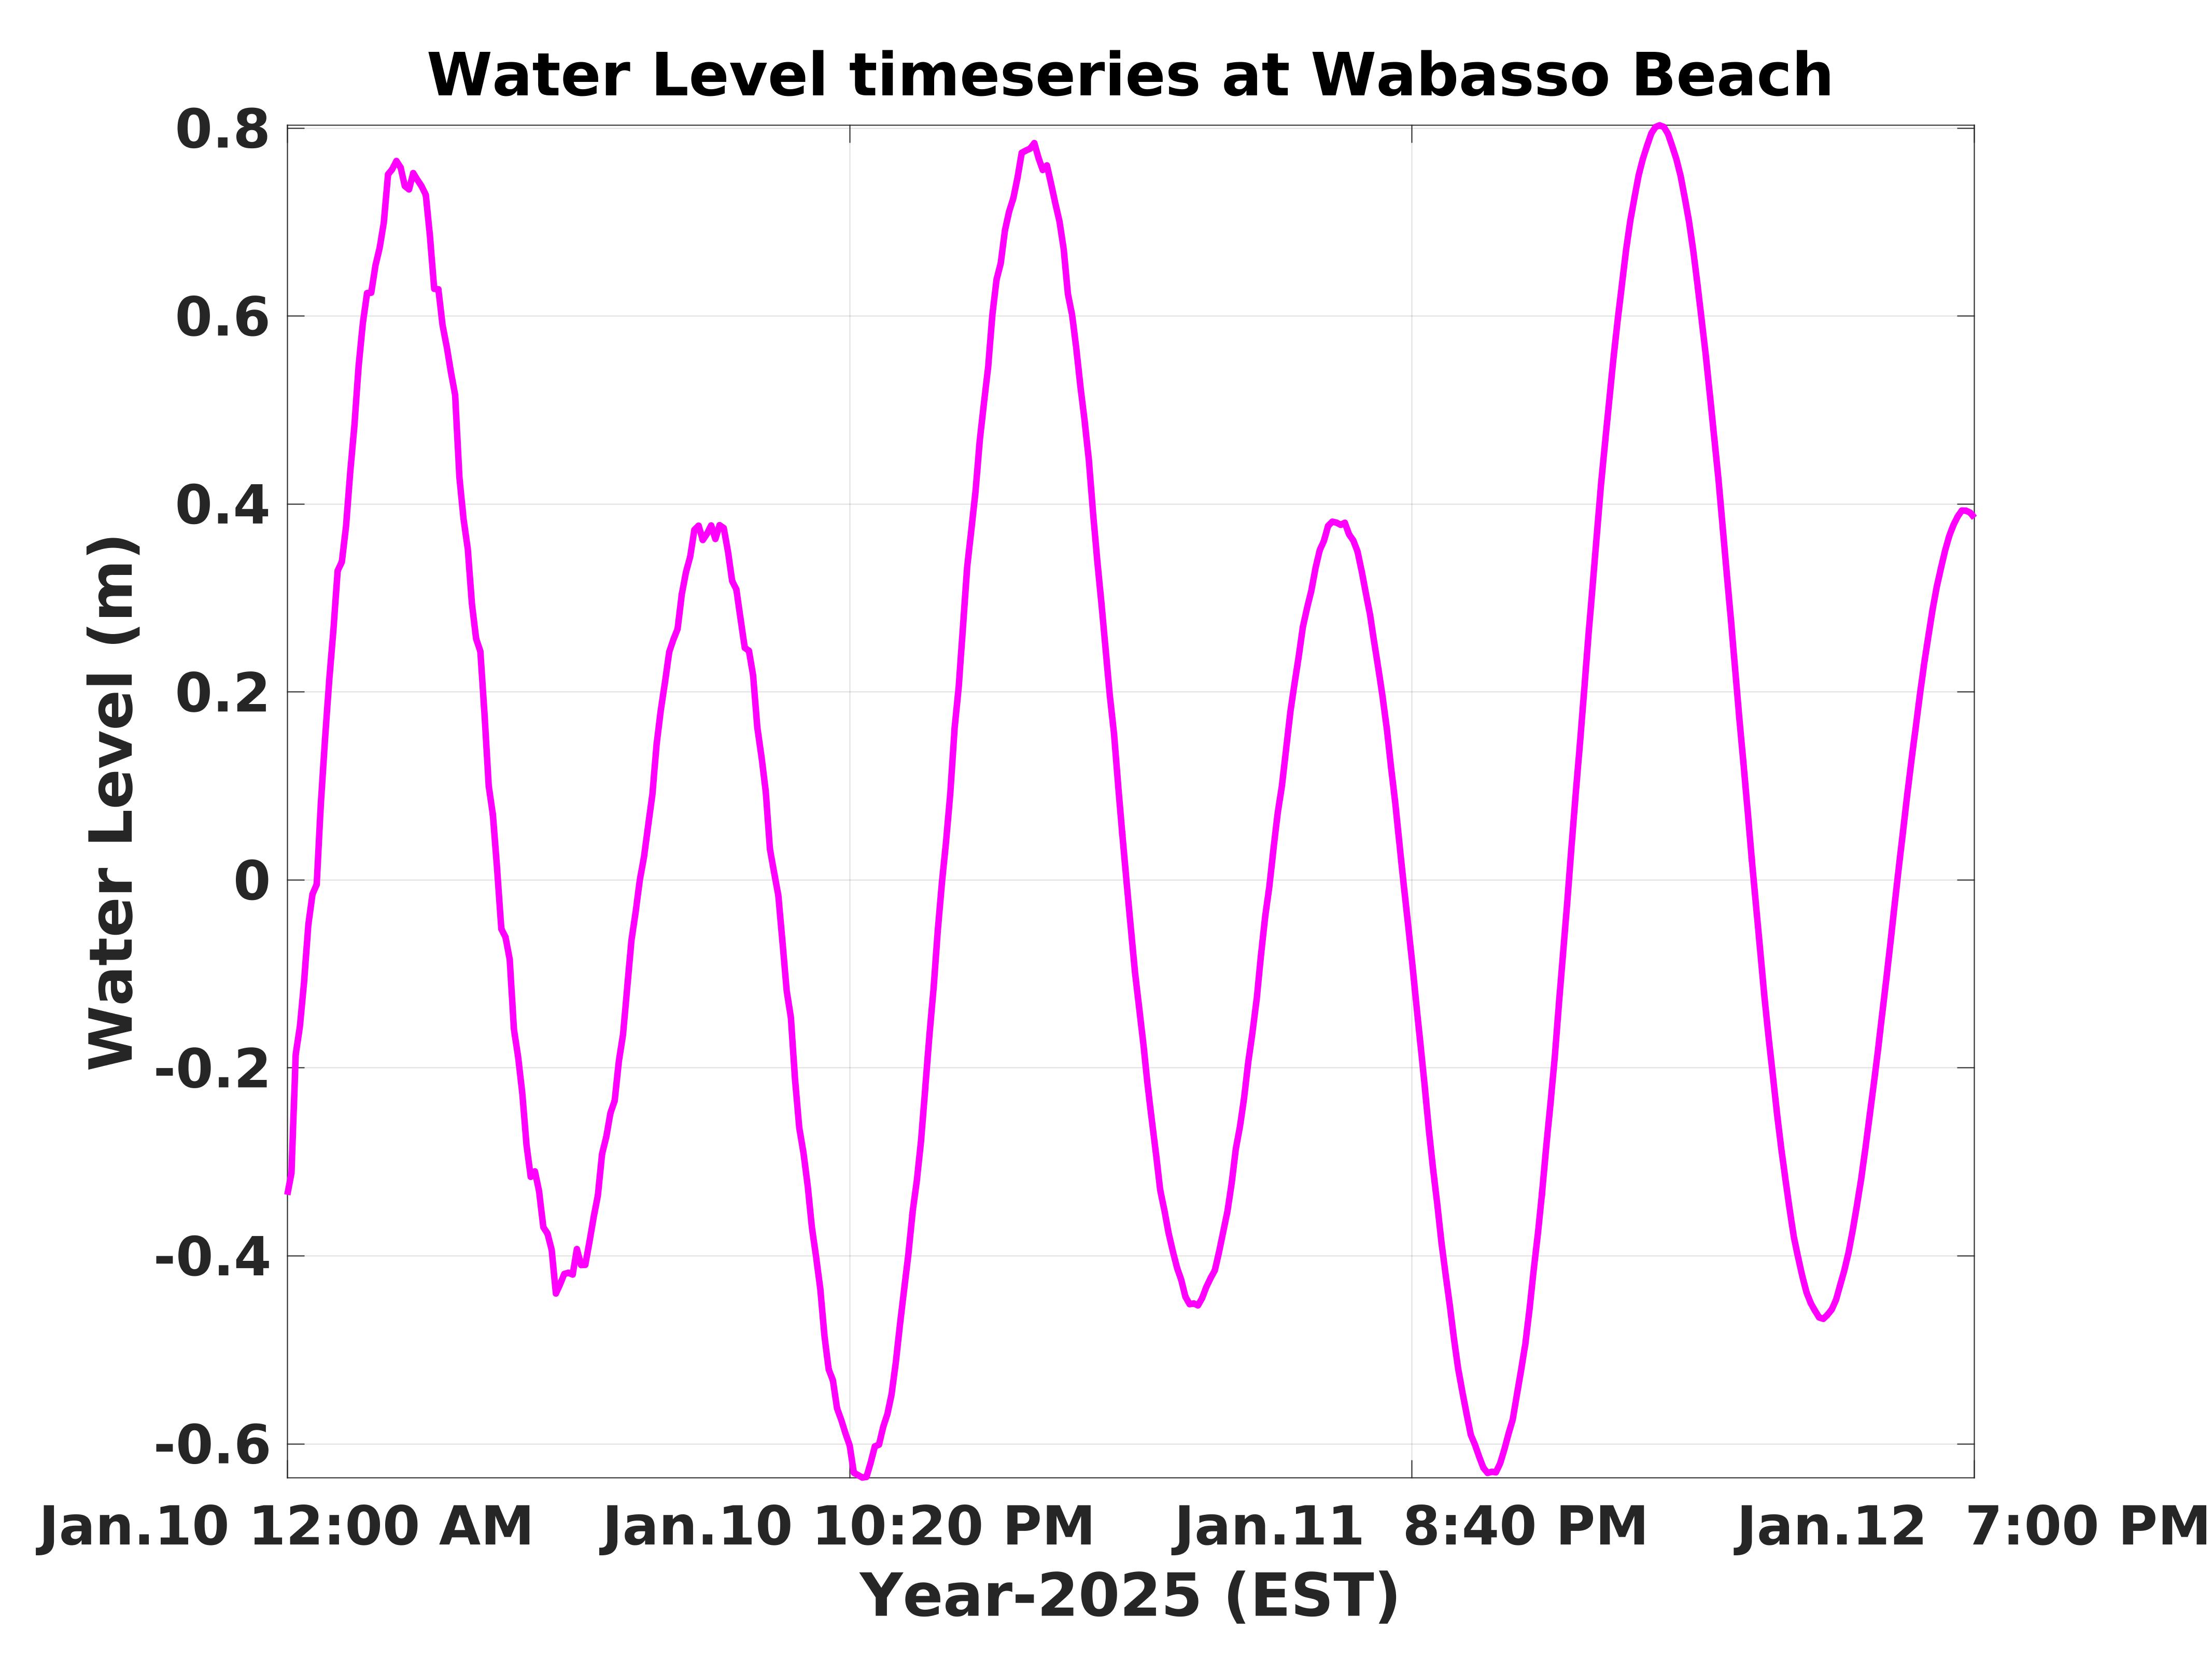 Water Level timeseries at Wabasso Beach
0.8
0.6
0.4
0.2
0
-0.2
-0.4
-0.6
Water Level (m)
Jan.10 12:00 AM Jan.10 10:20 PM Jan.11 8:40 PM Jan.12 7:00 PM
Year-2025 (EST)